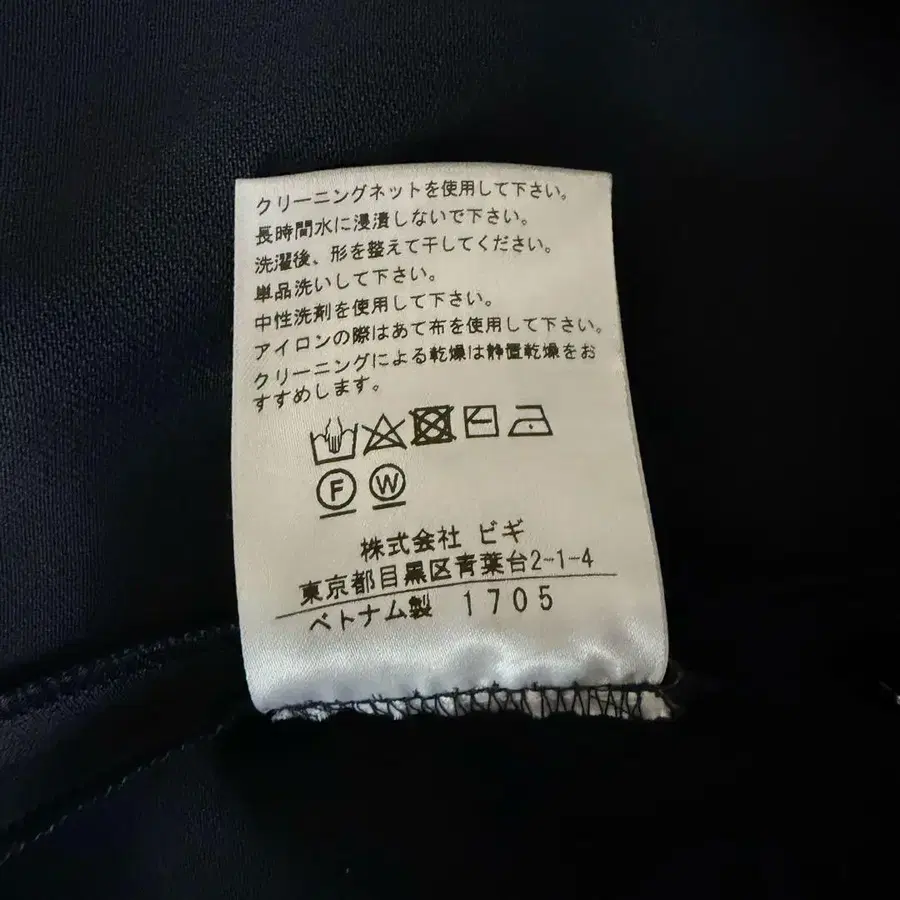 クリーニングネットを使用して下さい。
長時間水に浸漬しないで下さい。
洗濯後、形を整えて干してください。
単品洗いして下さい。
中性洗剤を使用して下さい。
アイロンの際はあて布を使用して下さい。
クリーニングによる乾燥は静置乾燥をお
すすめします。
F W
株式会社 ビギ
東京都目黒区青葉台2-1-4
ベトナム製 1705